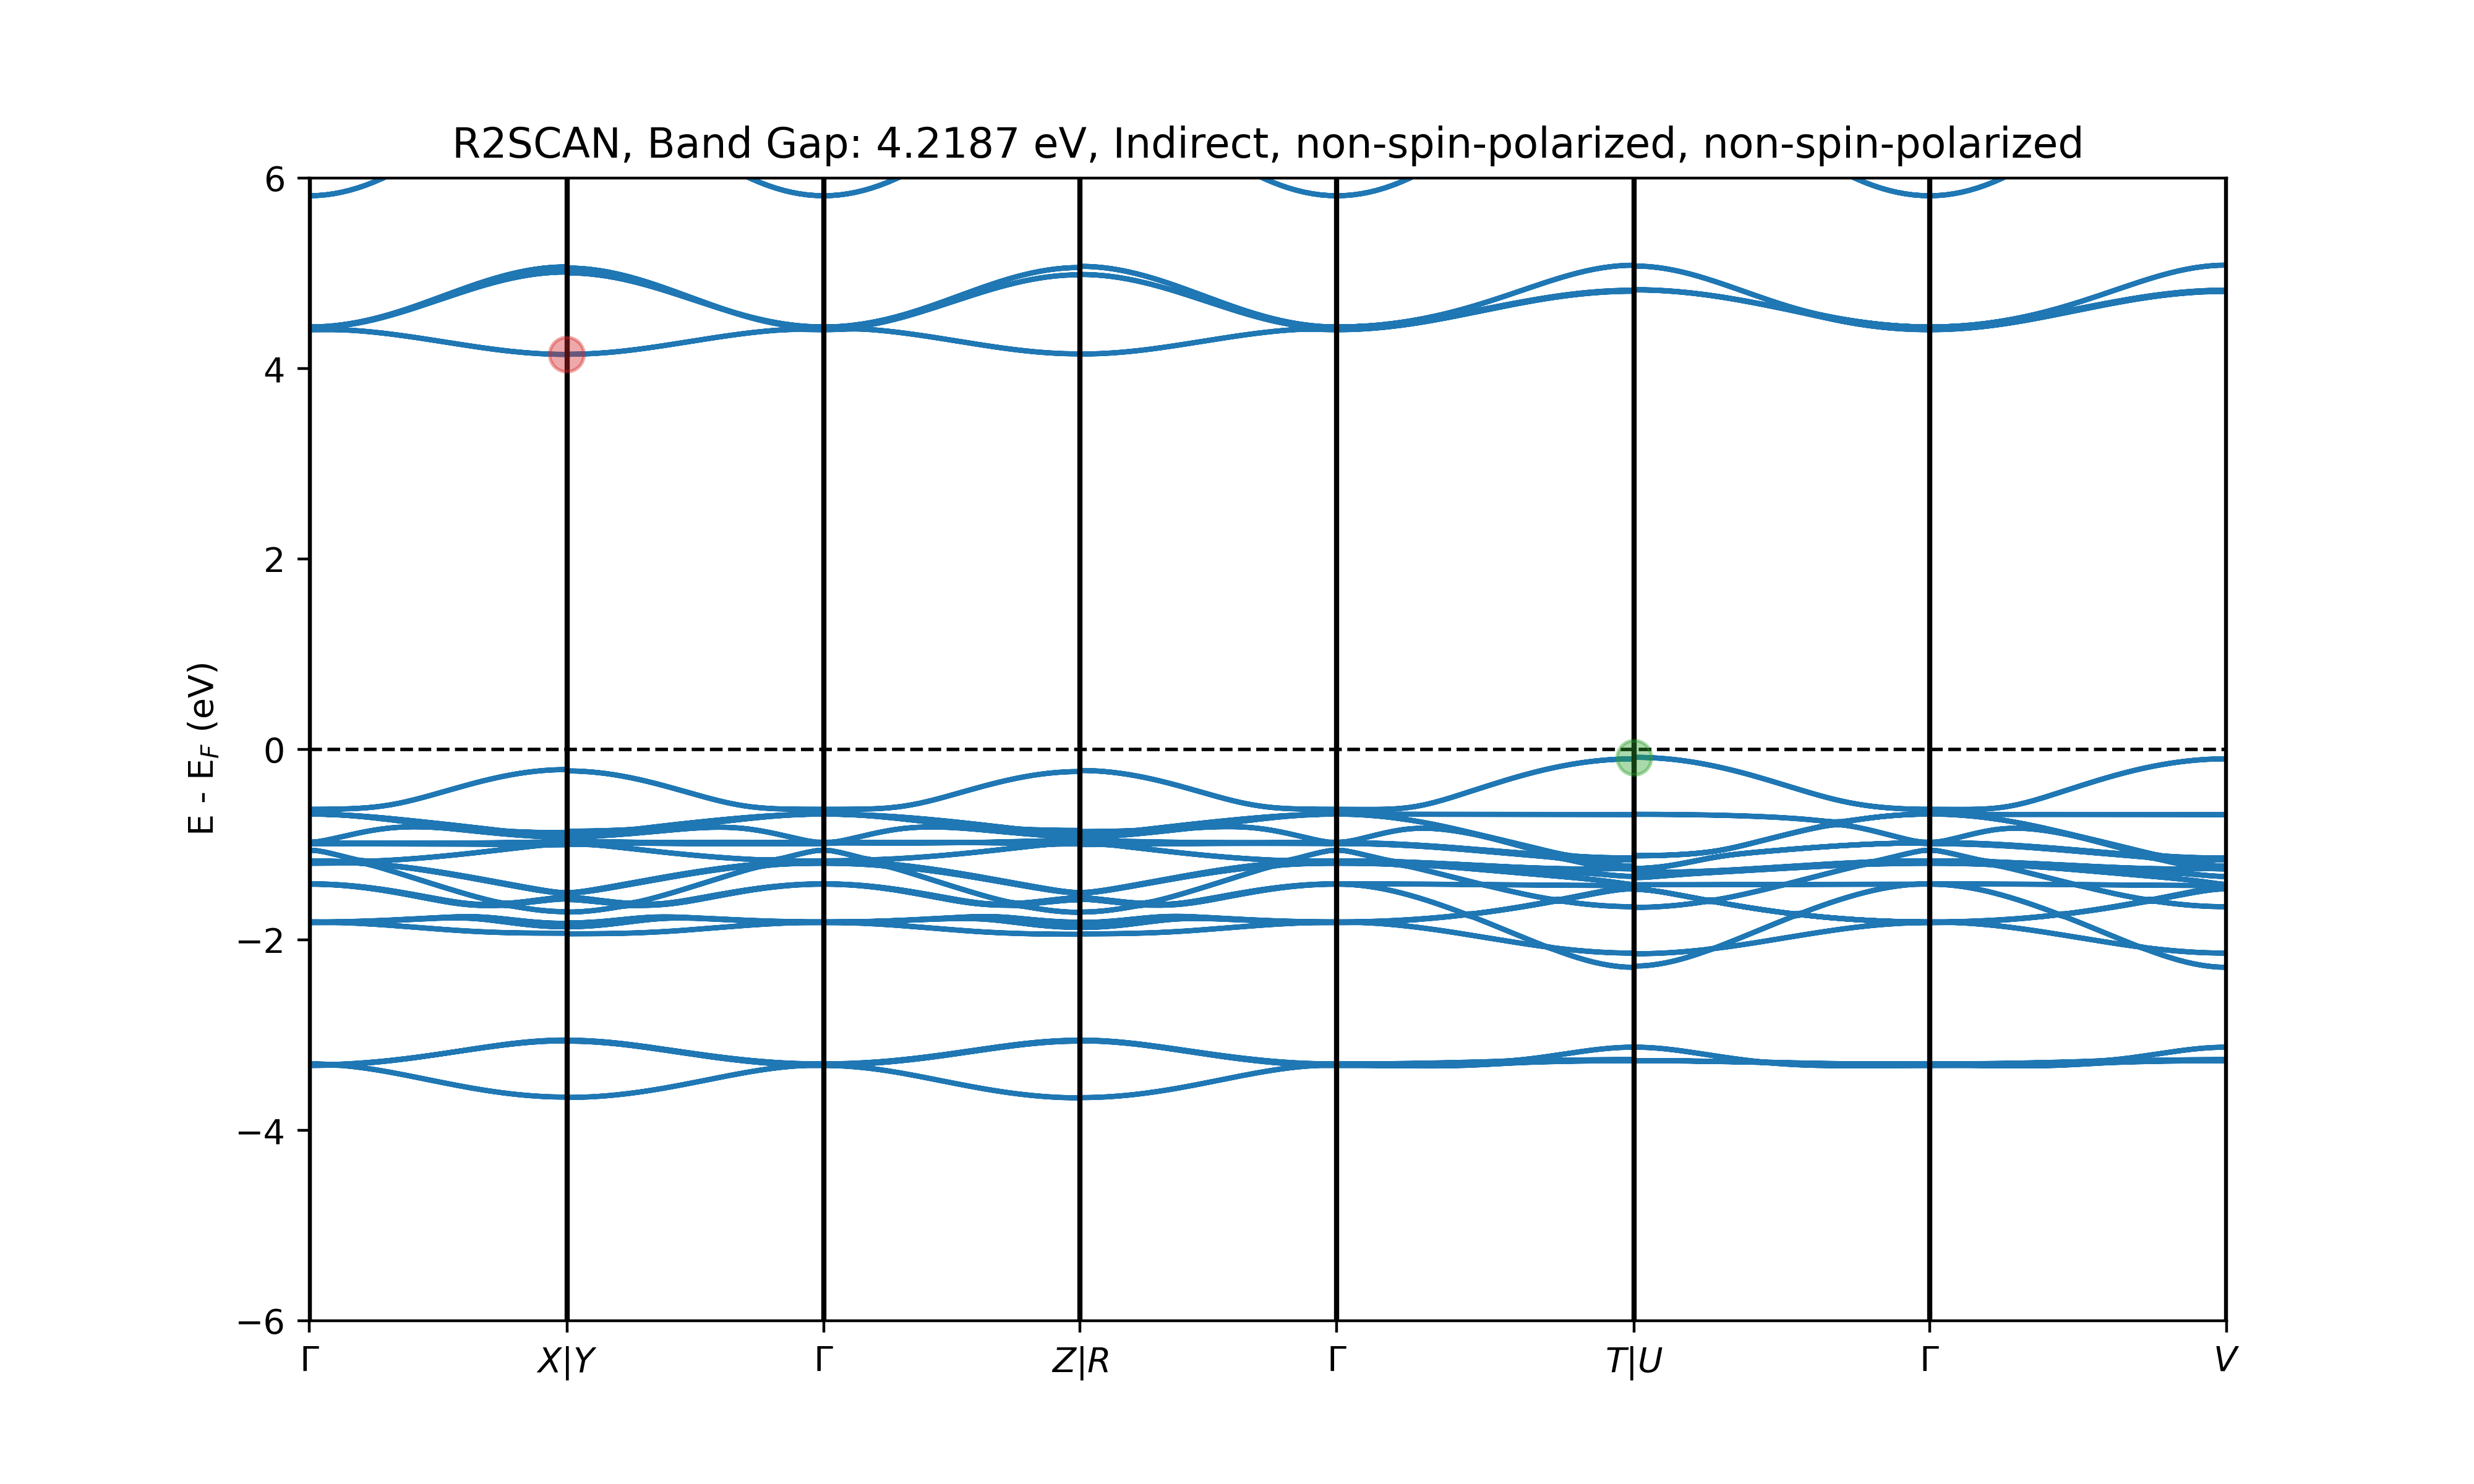 R2SCAN, Band Gap: 4.2187 eV, Indirect, non-spin-polarized, non-spin-polarized
6
4
2
0
−2
−4
−6
E - E_F (eV)
Γ X|Y Γ Z|R Γ T|U Γ V